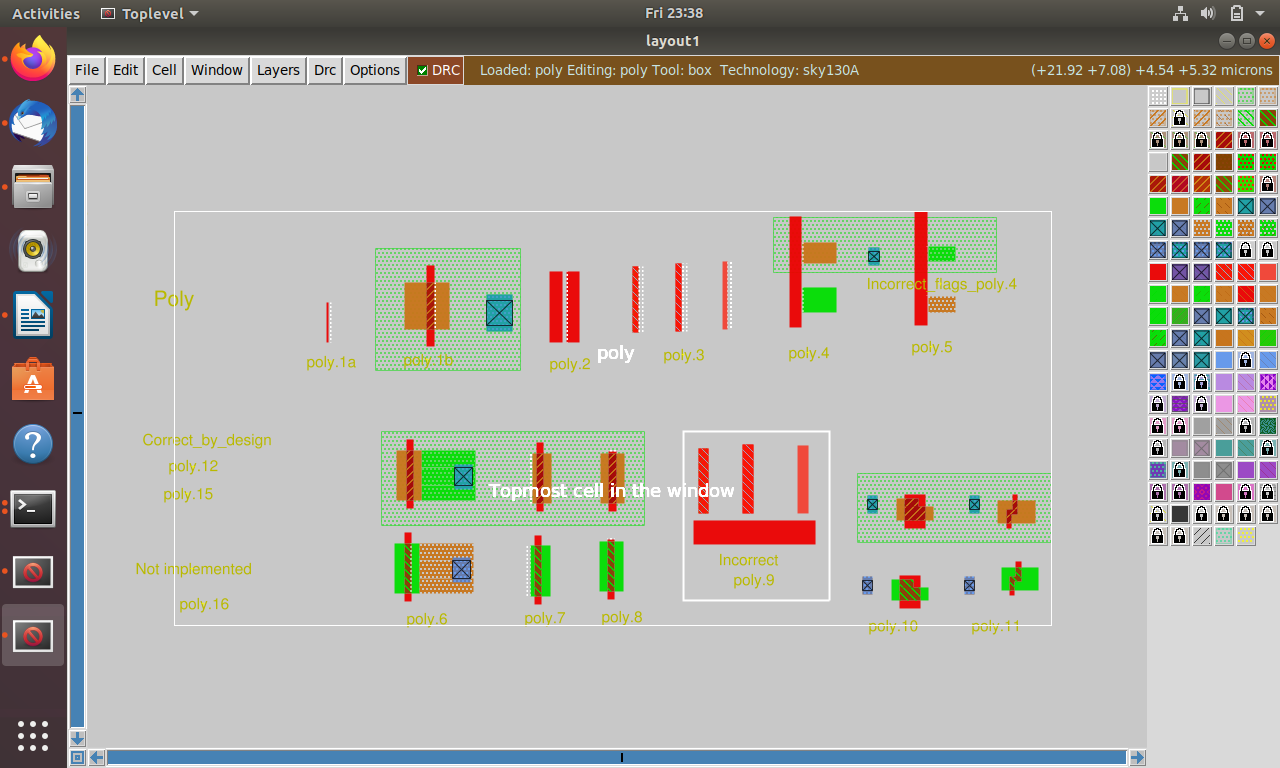 Activities
Toplevel
Fri 23:38
layout1
File Edit Cell Window Layers Drc Options DRC
Loaded: poly Editing: poly Tool: box Technology: sky130A
(+21.92 +7.08) +4.54 +5.32 microns
Poly
Incorrect_flags_poly.4
poly.1a
poly.1b
poly.2
poly
poly.3
poly.4
poly.5
Correct_by_design
poly.12
poly.15
Topmost cell in the window
Not implemented
poly.16
poly.6
poly.7
poly.8
Incorrect
poly.9
poly.10
poly.11